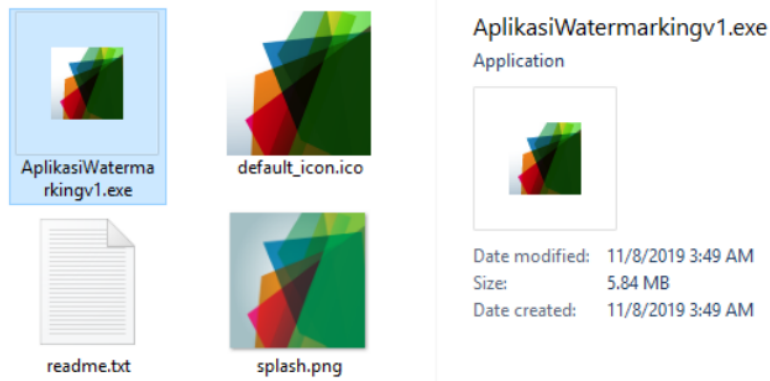 AplikasiWaterma
rkingv1.exe
default_icon.ico
readme.txt
splash.png
AplikasiWatermarkingv1.exe
Application
Date modified: 11/8/2019 3:49 AM
Size: 5.84 MB
Date created: 11/8/2019 3:49 AM